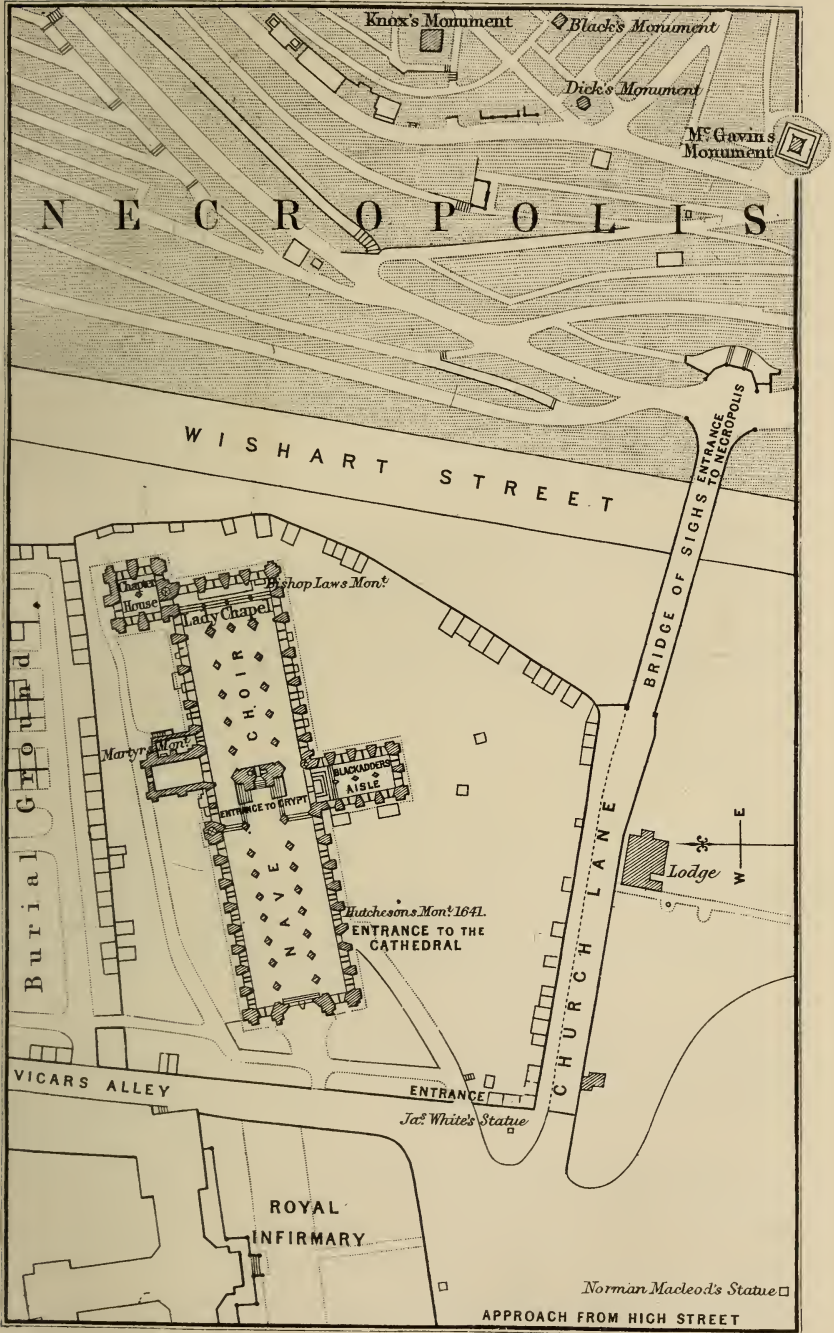 Knox's Monument
Black's Monument
Dick's Monument
Mc. Gavins
Monument
NECROPOLIS
ENTRANCE
TO NECROPOLIS
WISHART STREET
BRIDGE OF SIGHS
Chapter
House
Bishop Laws Mont.
Lady Chapel
CHOIR
Burial Ground
Martyrs Mont.
BLACKADDERS
AISLE
ENTRANCE TO CRYPT
NAVE
CHURCH LANE
E
W
Lodge
Hutchesons Mont. 1641.
ENTRANCE TO THE
CATHEDRAL
VICARS ALLEY
ENTRANCE
Jas. White's Statue
ROYAL
INFIRMARY
Norman Macleod's Statue
APPROACH FROM HIGH STREET